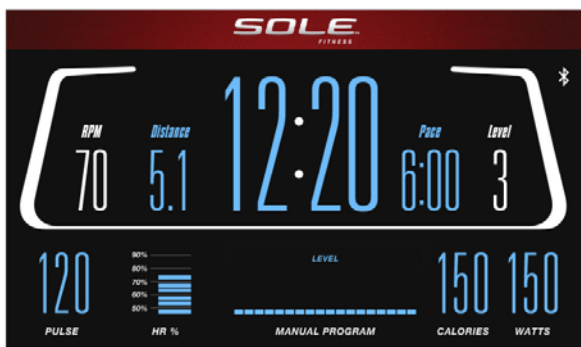 SOLE
FITNESS
12:20
RPM Distance Pace Level
70 5.1 6:00 3
120 90% LEVEL 150 150
80%
70%
60%
50%
PULSE HR % MANUAL PROGRAM CALORIES WATTS